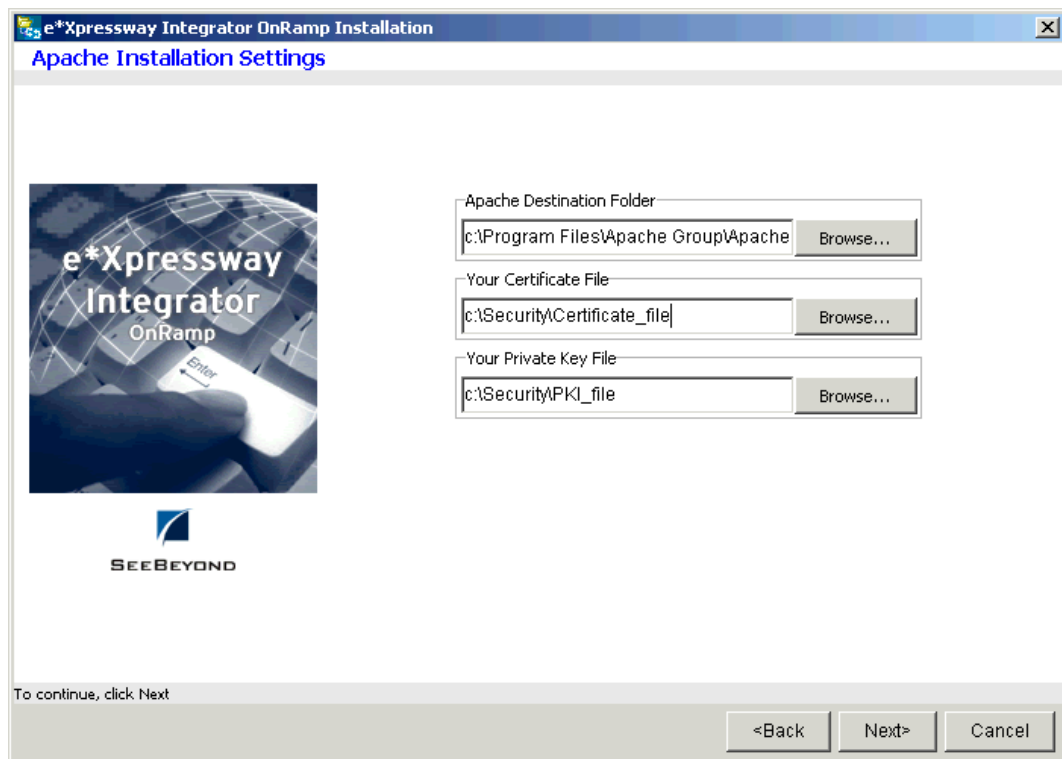 e*Xpressway Integrator OnRamp Installation
Apache Installation Settings
e*Xpressway
Integrator
OnRamp
Enter
SEEBEYOND
Apache Destination Folder
c:\Program Files\Apache Group\Apache
Browse...
Your Certificate File
c:\Security\Certificate_file
Browse...
Your Private Key File
c:\Security\PKI_file
Browse...
To continue, click Next
<Back
Next>
Cancel